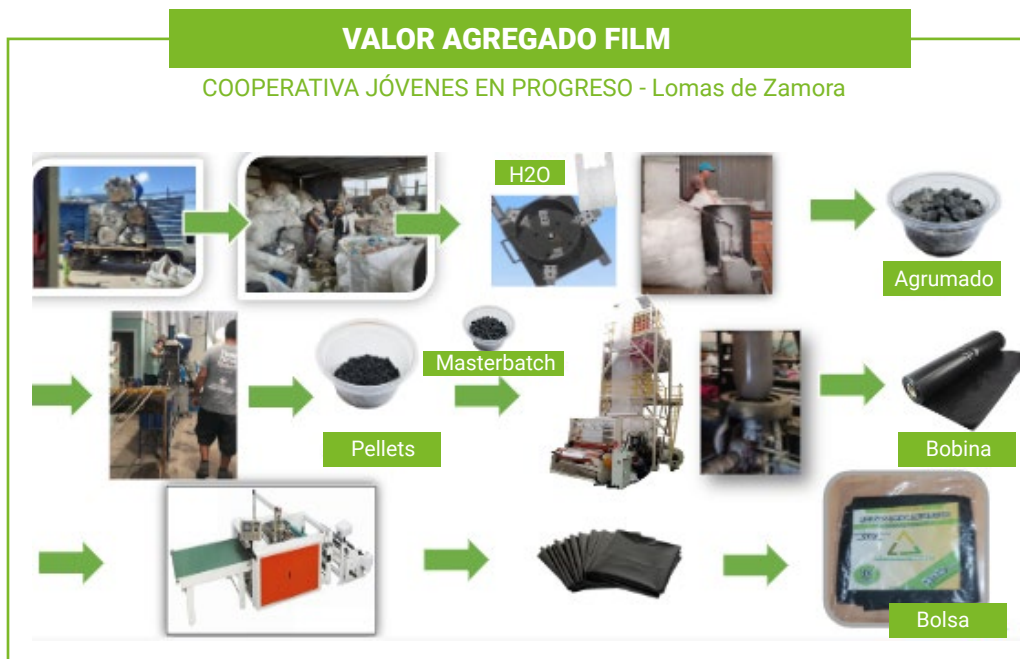 VALOR AGREGADO FILM
COOPERATIVA JÓVENES EN PROGRESO - Lomas de Zamora
H2O
Agrumado
Masterbatch
Pellets
Bobina
Bolsa